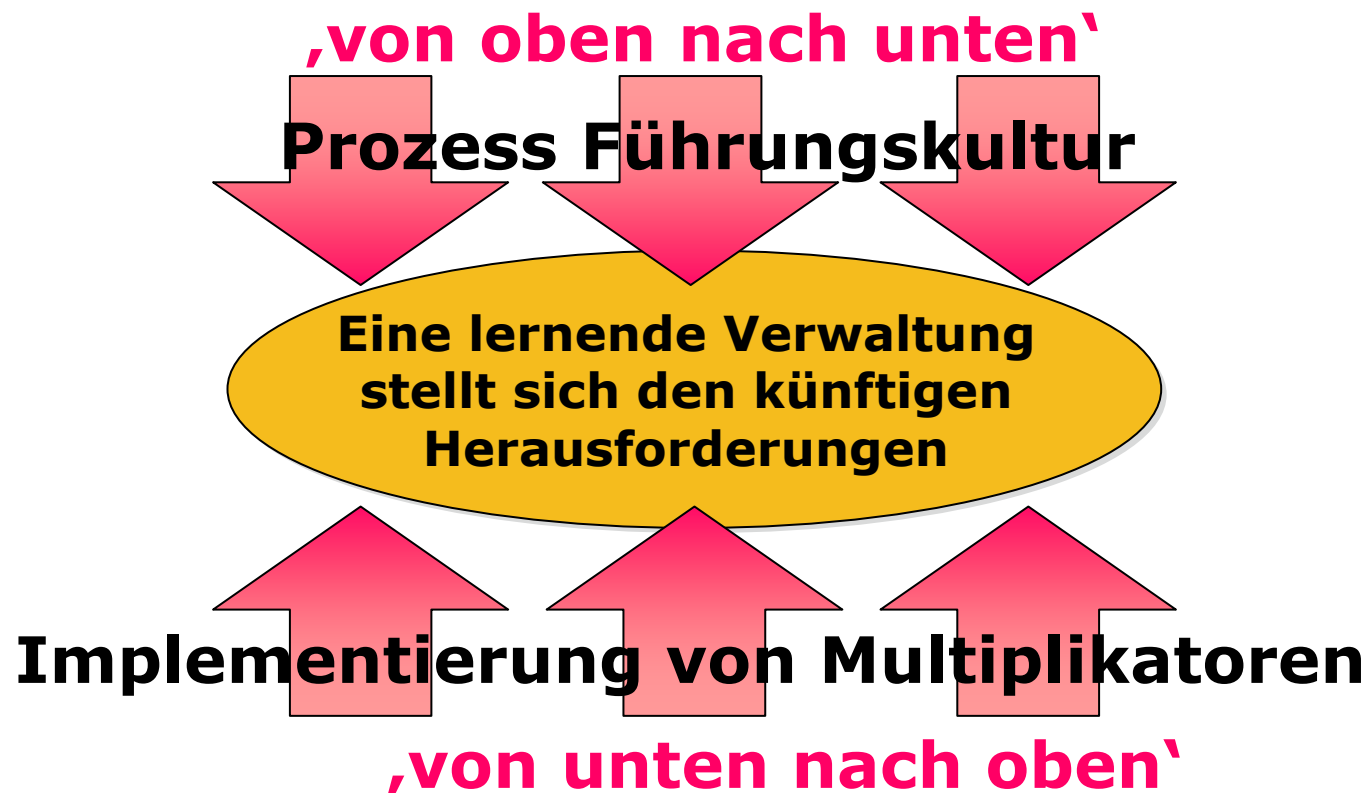 ‚von oben nach unten‘
Prozess Führungskultur
Eine lernende Verwaltung
stellt sich den künftigen
Herausforderungen
Implementierung von Multiplikatoren
‚von unten nach oben‘